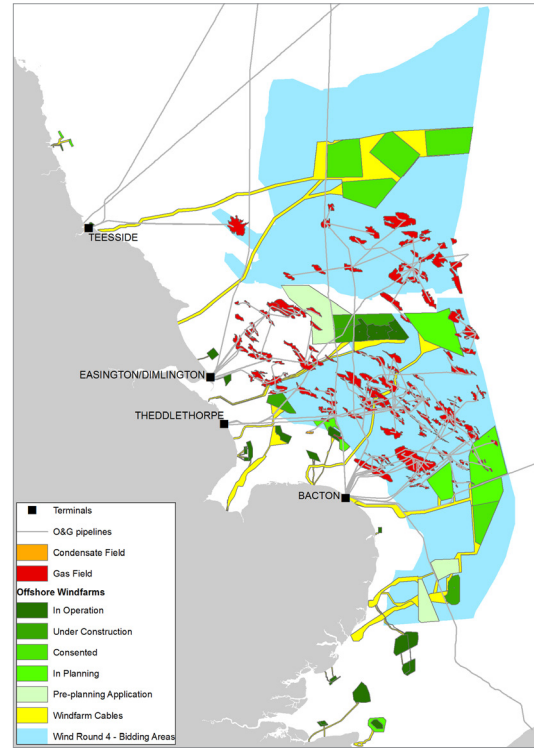 TEESSIDE
EASINGTON/DIMLINGTON
THEDDLETHORPE
BACTON
Terminals
O&G pipelines
Condensate Field
Gas Field
Offshore Windfarms
In Operation
Under Construction
Consented
In Planning
Pre-planning Application
Windfarm Cables
Wind Round 4 - Bidding Areas